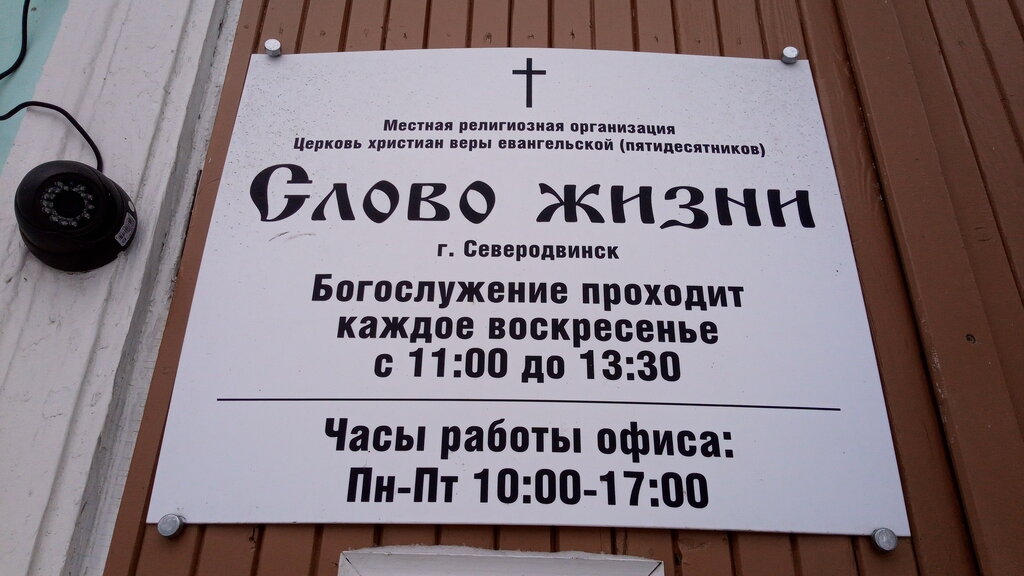 Местная религиозная организация
Церковь христиан веры евангельской (пятидесятников)
Слово жизни
г. Северодвинск
Богослужение проходит
каждое воскресенье
с 11:00 до 13:30
Часы работы офиса:
Пн-Пт 10:00-17:00